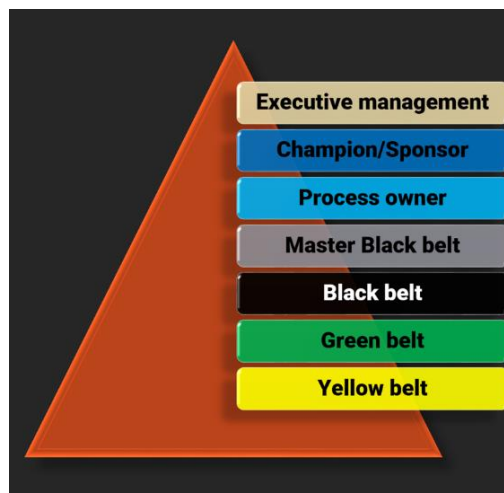 Executive management
Champion/Sponsor
Process owner
Master Black belt
Black belt
Green belt
Yellow belt